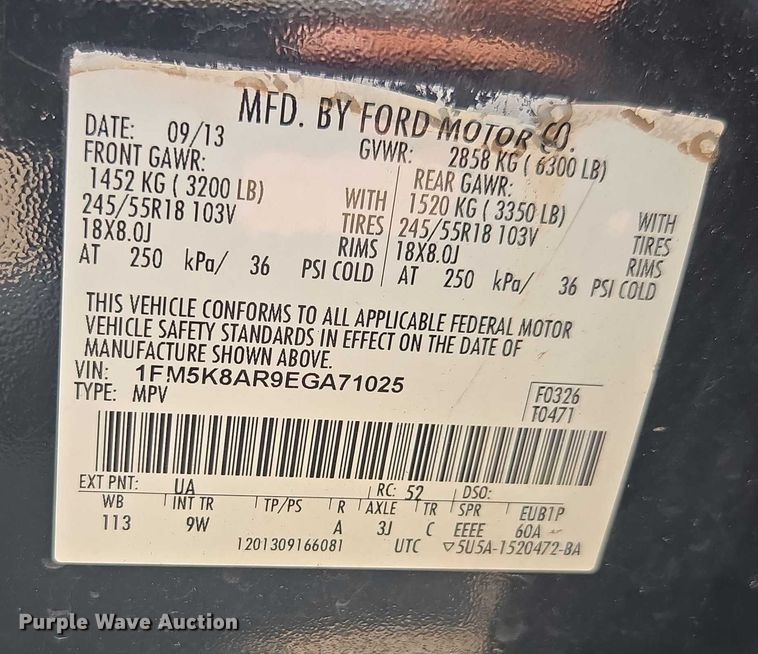 MFD. BY FORD MOTOR CO.
DATE: 09/13 GVWR: 2858 KG ( 6300 LB)
FRONT GAWR: REAR GAWR:
1452 KG ( 3200 LB) WITH 1520 KG ( 3350 LB) WITH
245/55R18 103V TIRES 245/55R18 103V TIRES
18X8.0J RIMS 18X8.0J RIMS
AT 250 kPa/ 36 PSI COLD AT 250 kPa/ 36 PSI COLD
THIS VEHICLE CONFORMS TO ALL APPLICABLE FEDERAL MOTOR
VEHICLE SAFETY STANDARDS IN EFFECT ON THE DATE OF
MANUFACTURE SHOWN ABOVE.
VIN: 1FM5K8AR9EGA71025
TYPE: MPV F0326
T0471
EXT PNT: UA RC: 52 DSO:
WB INT TR TP/PS R AXLE TR SPR EUB1P
113 9W A 3J C EEEE 60A
1201309166081 UTC ▽5U5A-1520472-BA
Purple Wave Auction